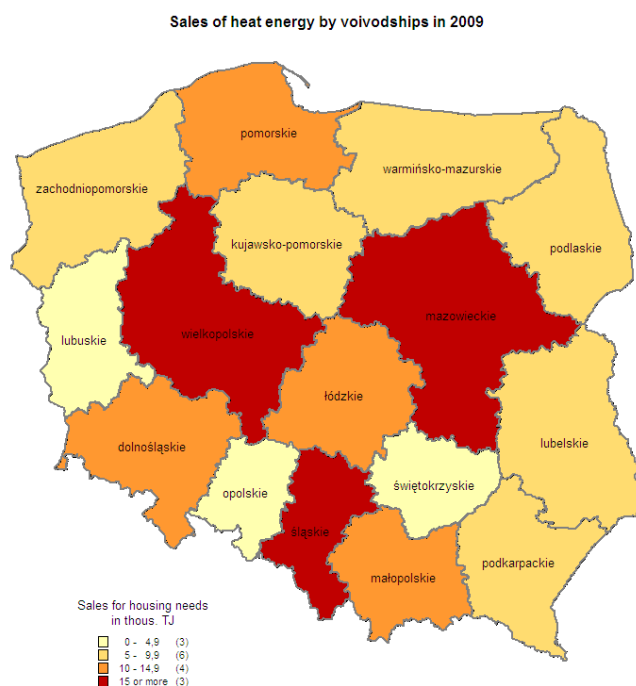 Sales of heat energy by voivodships in 2009
pomorskie
warmińsko-mazurskie
zachodniopomorskie
kujawsko-pomorskie
podlaskie
mazowieckie
wielkopolskie
lubuskie
łódzkie
dolnośląskie
lubelskie
opolskie
świętokrzyskie
śląskie
podkarpackie
małopolskie
Sales for housing needs
in thous. TJ
0 - 4,9 (3)
5 - 9,9 (6)
10 - 14,9 (4)
15 or more (3)